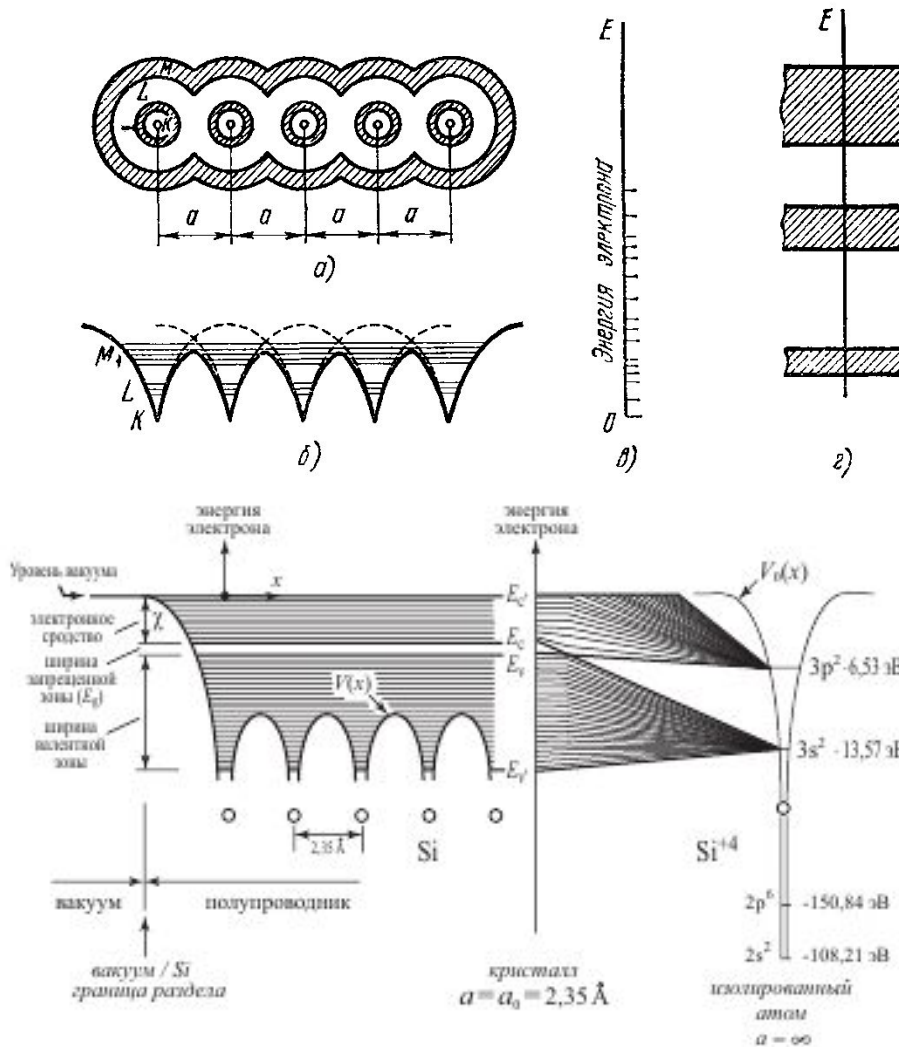 M
L
K
a a a a
а)
M
L
K
б)
E
Энергия электрона
0
в)
E
г)
энергия
электрона
энергия
электрона
Уровень вакуума
x
E_c'
V_0(x)
электронное
сродство
χ
E_c
ширина
запрещенной
зоны (E_g)
E_v
3p² -6,53 эВ
V(x)
ширина
валентной
зоны
3s² -13,57 эВ
E_v'
2,35 Å
Si
Si⁺⁴
вакуум
полупроводник
2p⁶ -150,84 эВ
2s² -108,21 эВ
вакуум / Si
граница раздела
кристалл
a = a₀ = 2,35 Å
изолированный
атом
a = ∞